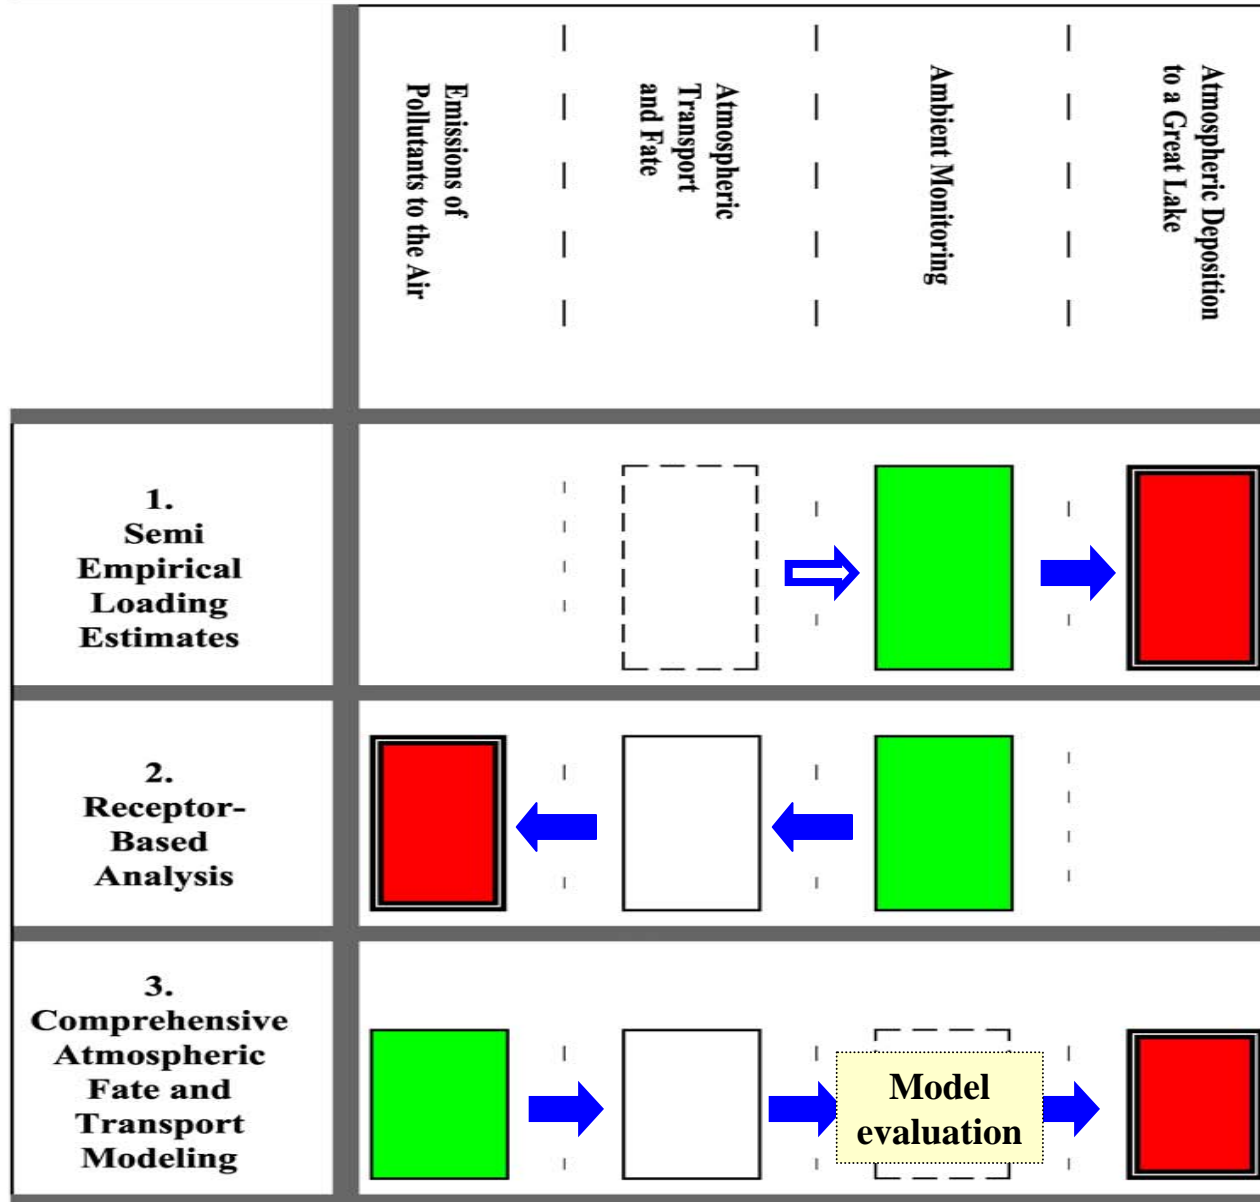 Emissions of
Pollutants to the Air
Atmospheric
Transport
and Fate
Ambient Monitoring
Atmospheric Deposition
to a Great Lake
1.
Semi
Empirical
Loading
Estimates
2.
Receptor-
Based
Analysis
3.
Comprehensive
Atmospheric
Fate and
Transport
Modeling
Model
evaluation